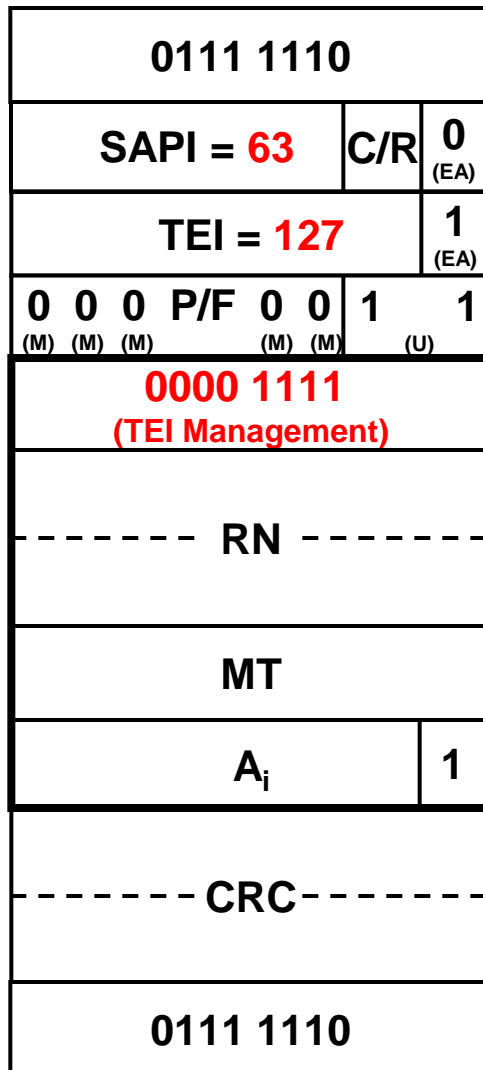 0111 1110
SAPI = 63 C/R 0
(EA)
TEI = 127 1
(EA)
0 0 0 P/F 0 0 1 1
(M) (M) (M) (M) (M) (U)
0000 1111
(TEI Management)
RN
MT
Ai 1
CRC
0111 1110